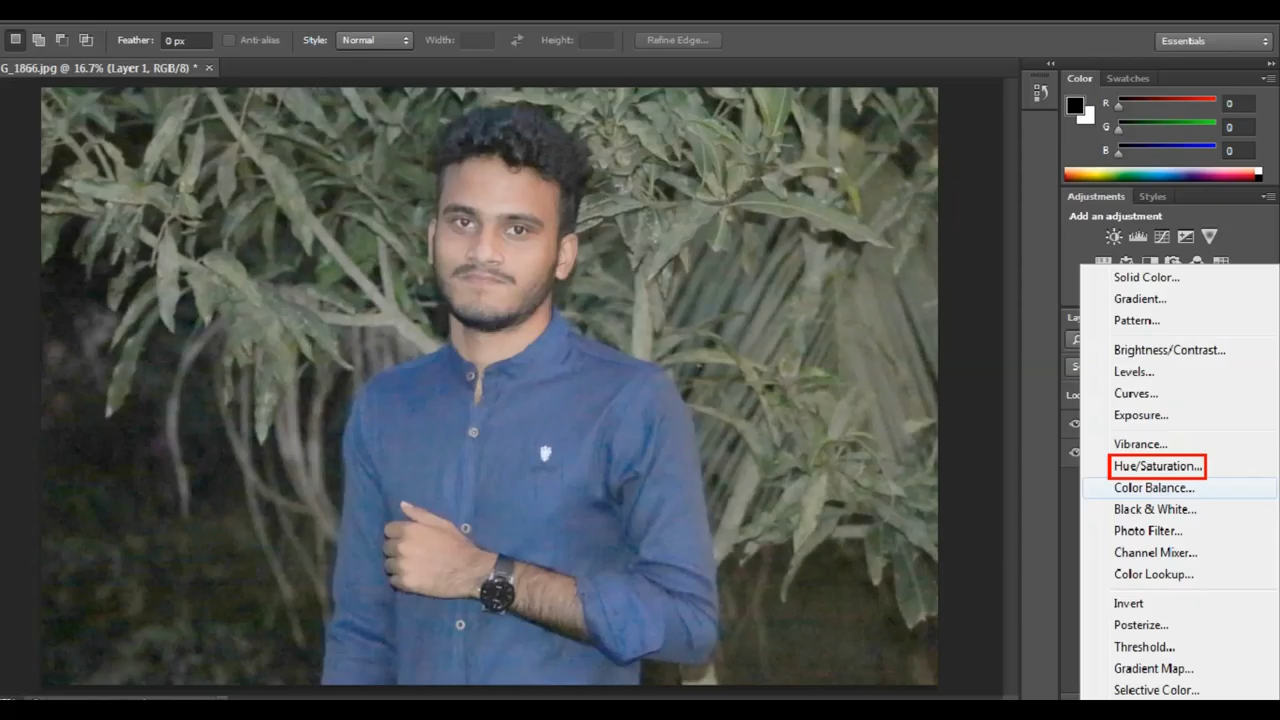 Feather: 0 px Anti-alias Style: Normal Width: Height: Refine Edge... Essentials
G_1866.jpg @ 16.7% (Layer 1, RGB/8) * ×
Color Swatches
R 0
G 0
B 0
Adjustments Styles
Add an adjustment
Solid Color...
Gradient...
Pattern...
Brightness/Contrast...
Levels...
Curves...
Exposure...
Vibrance...
Hue/Saturation...
Color Balance...
Black & White...
Photo Filter...
Channel Mixer...
Color Lookup...
Invert
Posterize...
Threshold...
Gradient Map...
Selective Color...